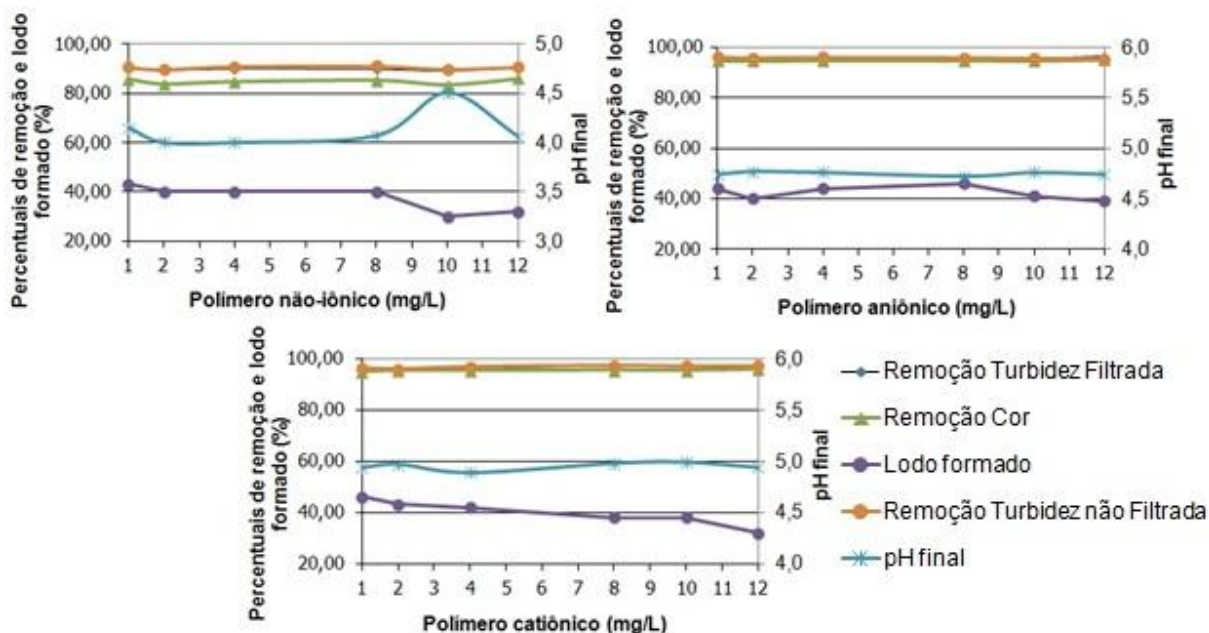 Percentuais de remoção e lodo
formado (%)
100,00
80,00
60,00
40,00
20,00
5,0
4,5
4,0
3,5
3,0
pH final
1 2 3 4 5 6 7 8 9 10 11 12
Polímero não-iônico (mg/L)
Percentuais de remoção e lodo
formado (%)
100,00
80,00
60,00
40,00
20,00
6,0
5,5
5,0
4,5
4,0
pH final
1 2 3 4 5 6 7 8 9 10 11 12
Polímero aniônico (mg/L)
Percentuais de remoção e lodo
formado (%)
100,00
80,00
60,00
40,00
20,00
6,0
5,5
5,0
4,5
4,0
pH final
1 2 3 4 5 6 7 8 9 10 11 12
Polímero catiônico (mg/L)
Remoção Turbidez Filtrada
Remoção Cor
Lodo formado
Remoção Turbidez não Filtrada
pH final